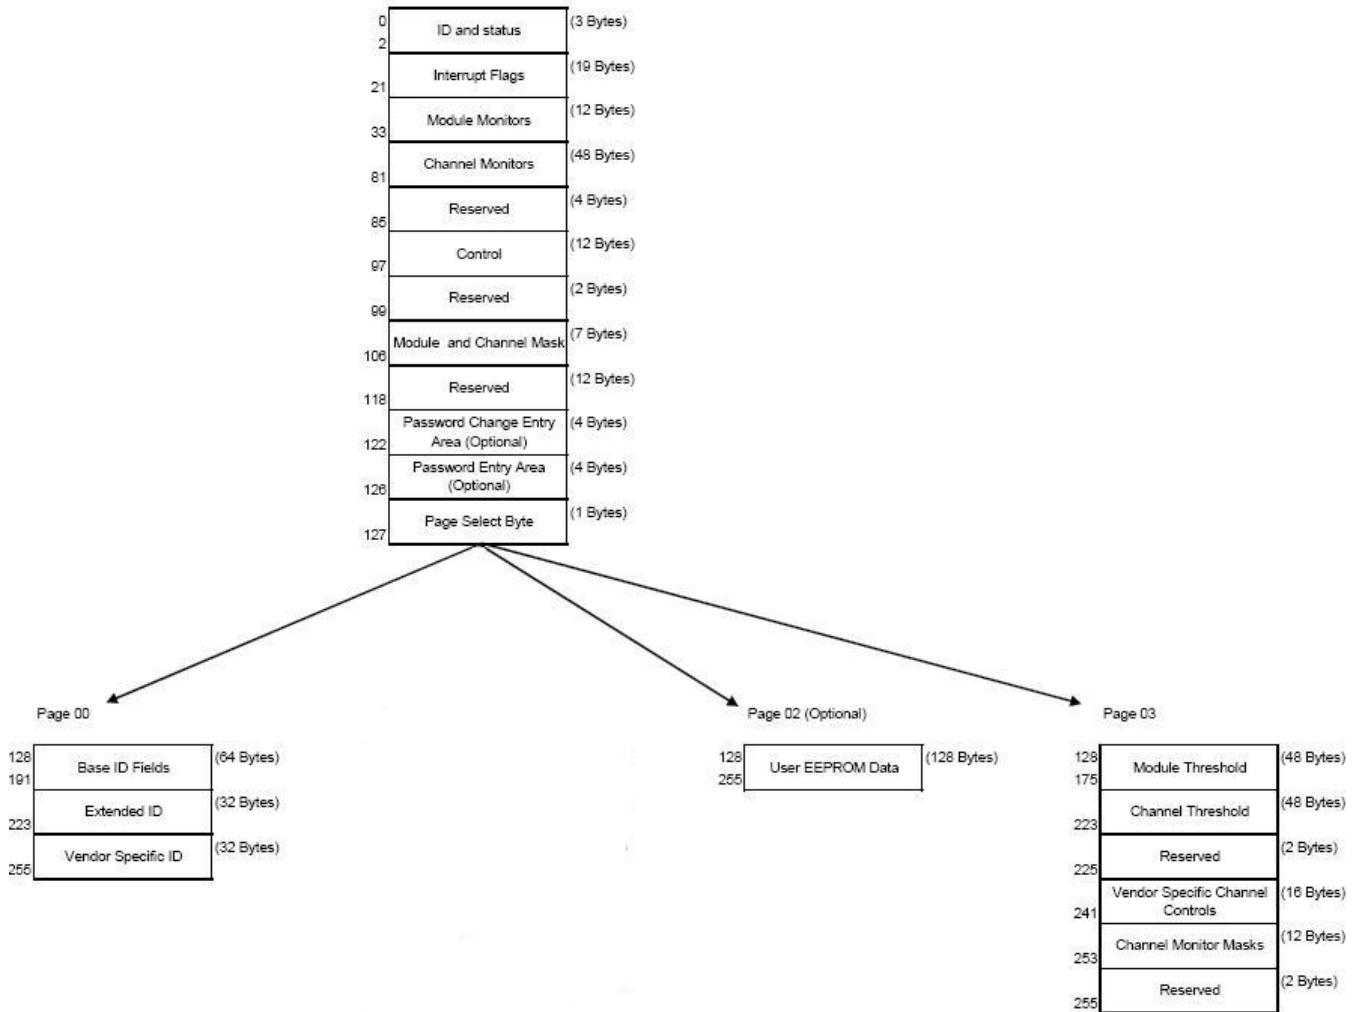 0 ID and status (3 Bytes)
2
Interrupt Flags (19 Bytes)
21
Module Monitors (12 Bytes)
33
Channel Monitors (48 Bytes)
81
Reserved (4 Bytes)
85
Control (12 Bytes)
97
Reserved (2 Bytes)
99
Module and Channel Mask (7 Bytes)
106
Reserved (12 Bytes)
118
Password Change Entry (4 Bytes)
122 Area (Optional)
Password Entry Area (4 Bytes)
126 (Optional)
Page Select Byte (1 Bytes)
127
Page 00
128 Base ID Fields (64 Bytes)
191
Extended ID (32 Bytes)
223
Vendor Specific ID (32 Bytes)
255
Page 02 (Optional)
128 User EEPROM Data (128 Bytes)
255
Page 03
128 Module Threshold (48 Bytes)
175
Channel Threshold (48 Bytes)
223
Reserved (2 Bytes)
225
Vendor Specific Channel (16 Bytes)
241 Controls
Channel Monitor Masks (12 Bytes)
253
Reserved (2 Bytes)
255